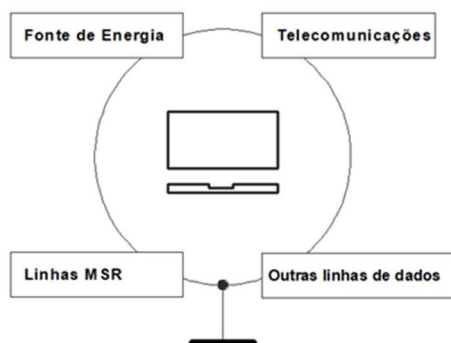 Fonte de Energia
Telecomunicações
Linhas MSR
Outras linhas de dados